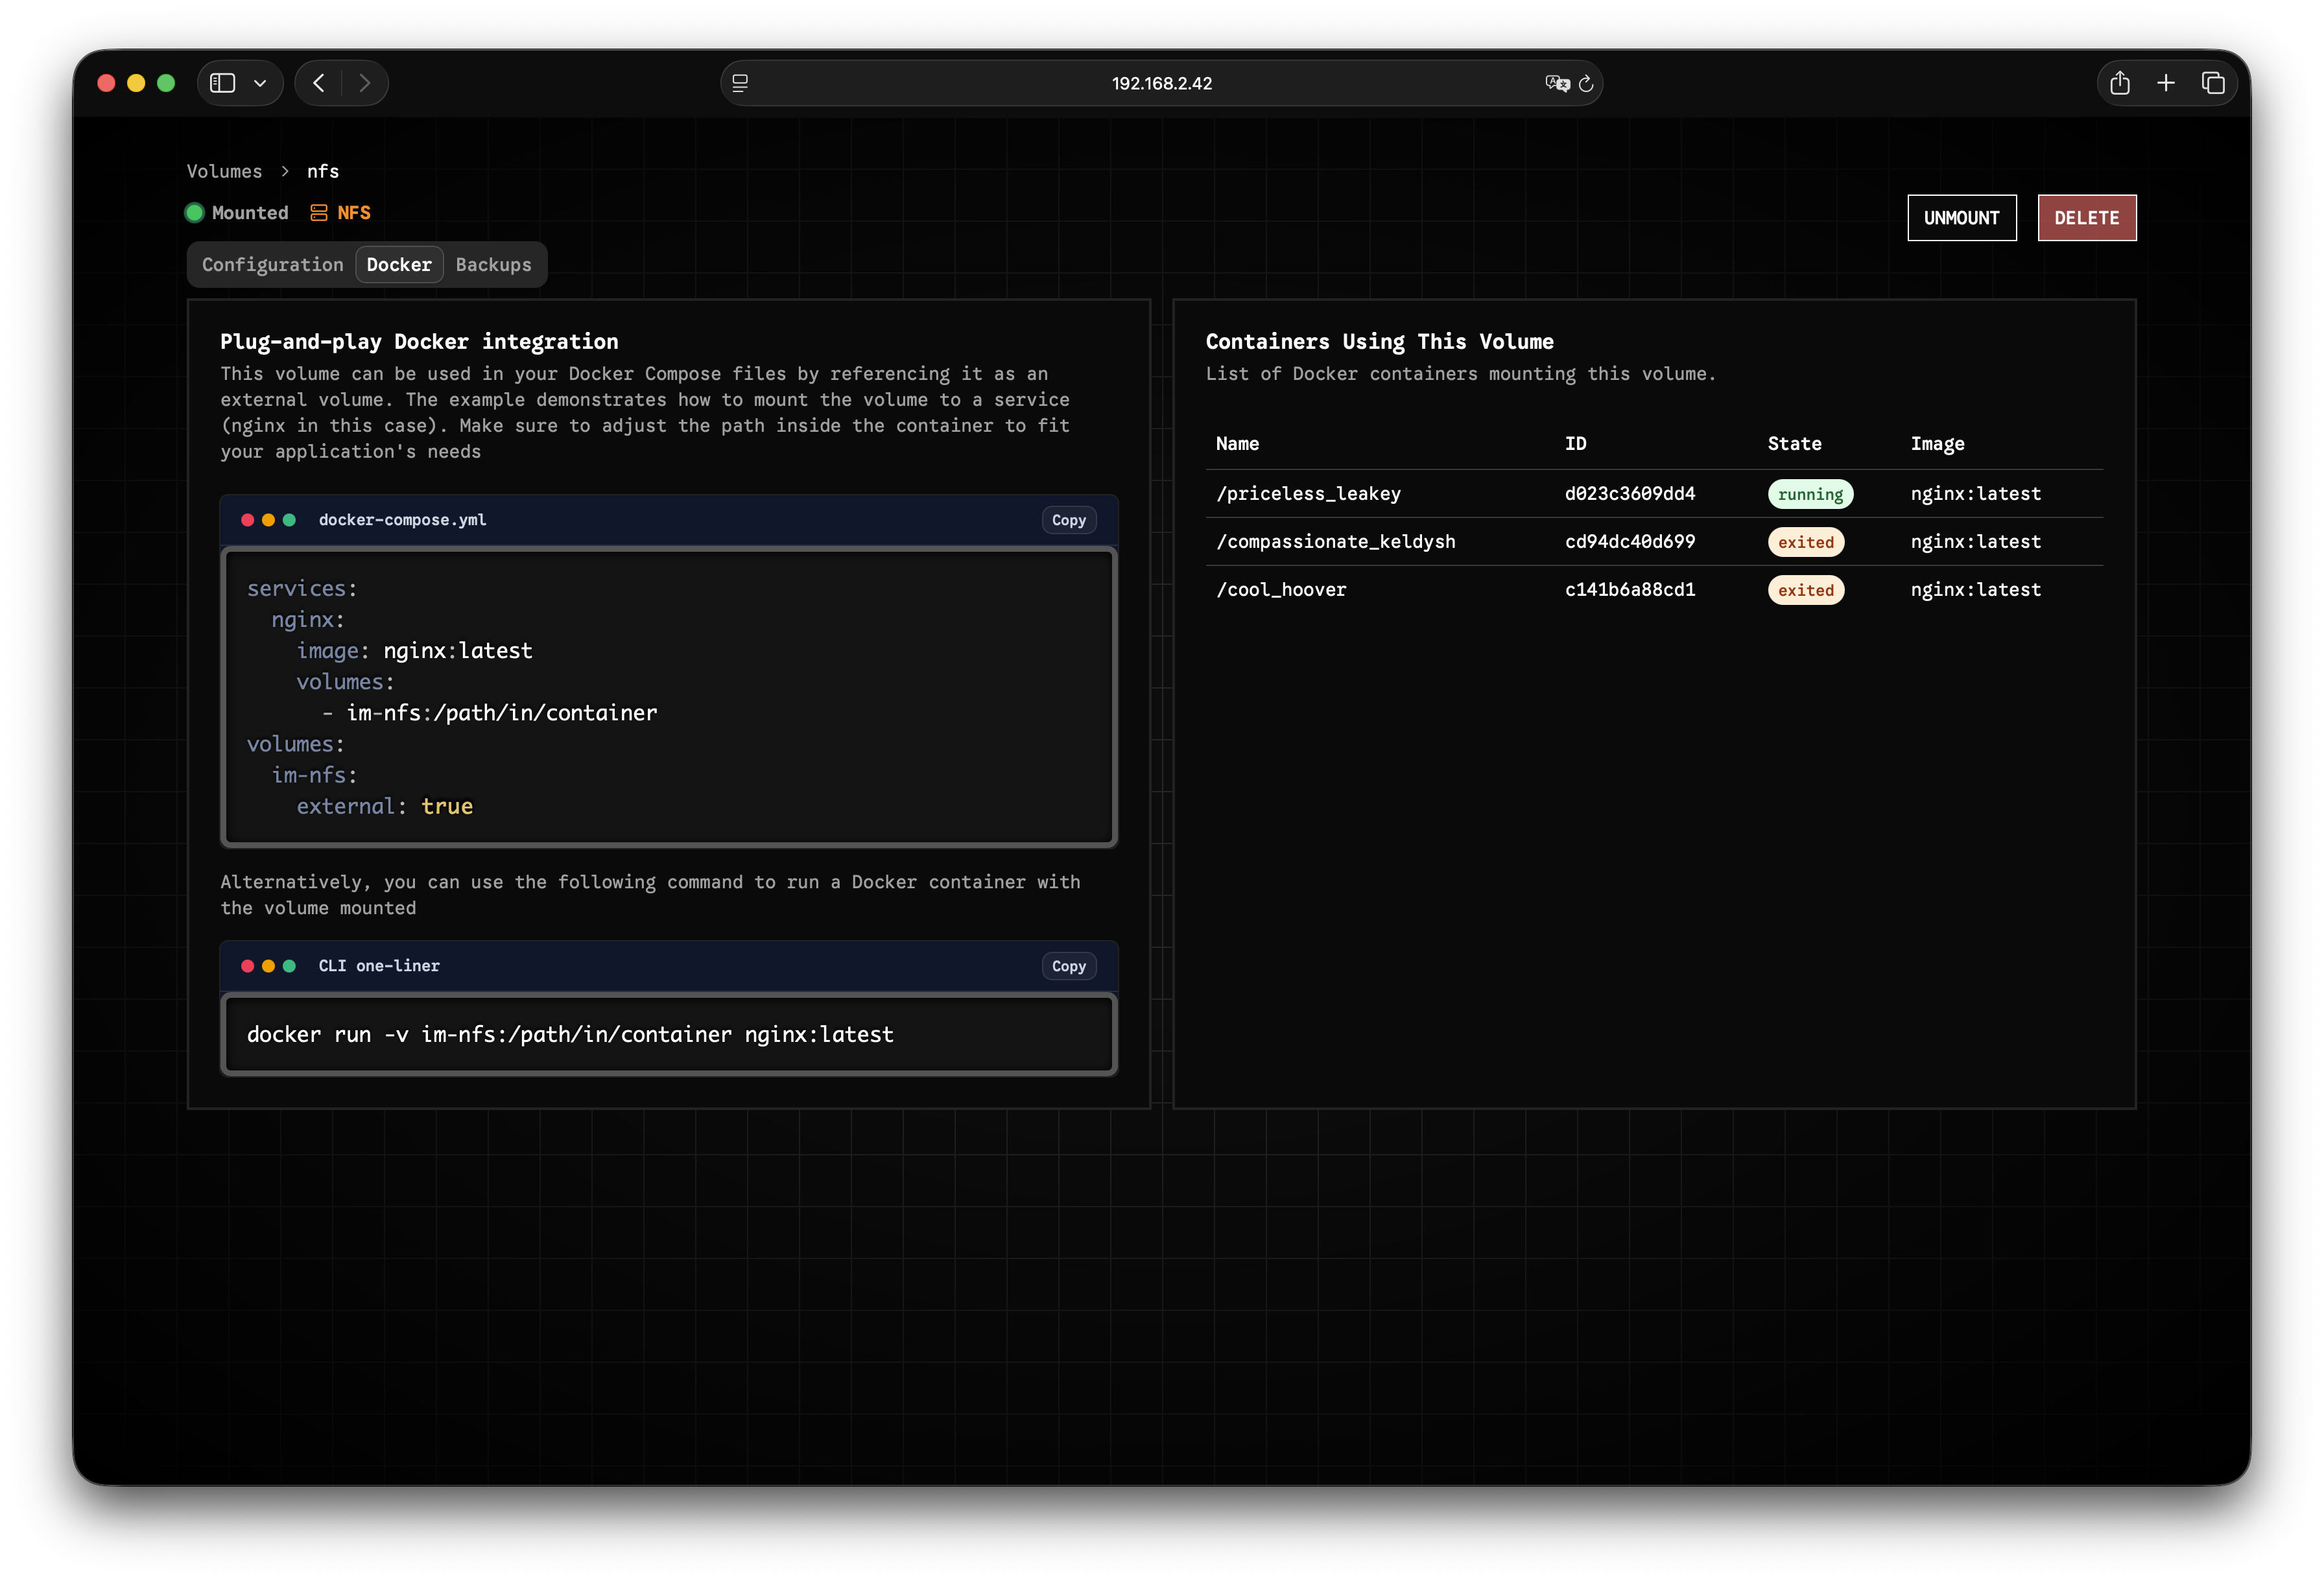 192.168.2.42
Volumes > nfs
Mounted NFS
UNMOUNT DELETE
Configuration Docker Backups
Plug-and-play Docker integration
This volume can be used in your Docker Compose files by referencing it as an
external volume. The example demonstrates how to mount the volume to a service
(nginx in this case). Make sure to adjust the path inside the container to fit
your application's needs
docker-compose.yml Copy
services:
  nginx:
    image: nginx:latest
    volumes:
      - im-nfs:/path/in/container
volumes:
  im-nfs:
    external: true
Alternatively, you can use the following command to run a Docker container with
the volume mounted
CLI one-liner Copy
docker run -v im-nfs:/path/in/container nginx:latest
Containers Using This Volume
List of Docker containers mounting this volume.
Name ID State Image
/priceless_leakey d023c3609dd4 running nginx:latest
/compassionate_keldysh cd94dc40d699 exited nginx:latest
/cool_hoover c141b6a88cd1 exited nginx:latest